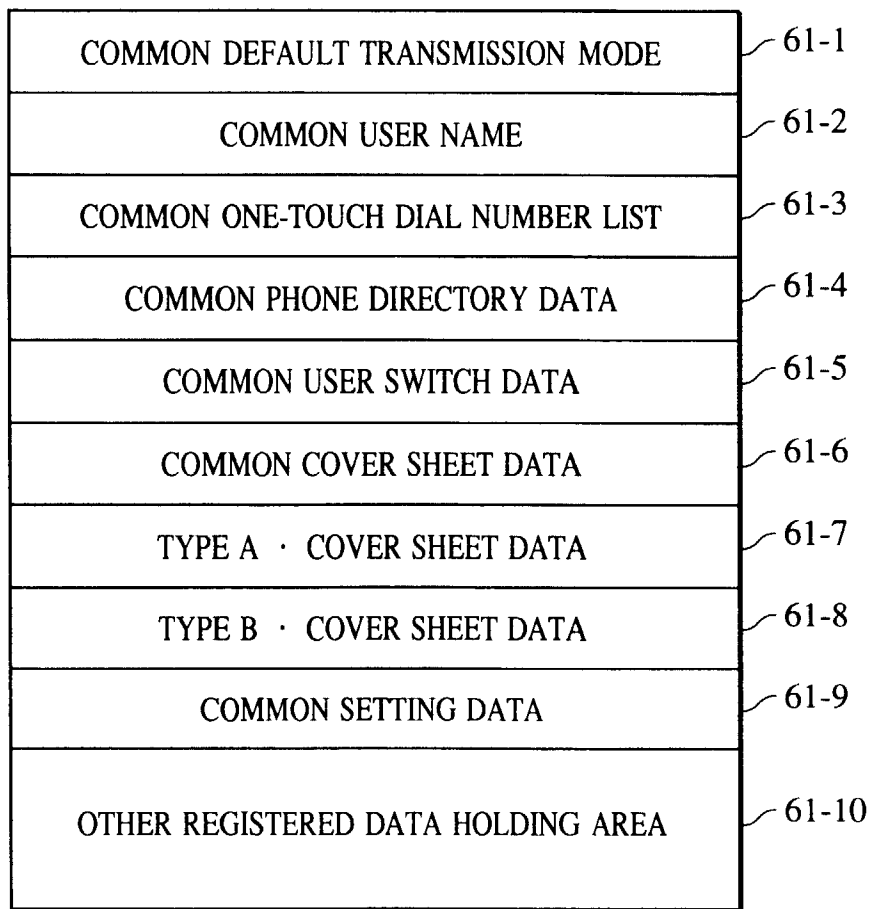 COMMON DEFAULT TRANSMISSION MODE 61-1
COMMON USER NAME 61-2
COMMON ONE-TOUCH DIAL NUMBER LIST 61-3
COMMON PHONE DIRECTORY DATA 61-4
COMMON USER SWITCH DATA 61-5
COMMON COVER SHEET DATA 61-6
TYPE A · COVER SHEET DATA 61-7
TYPE B · COVER SHEET DATA 61-8
COMMON SETTING DATA 61-9
OTHER REGISTERED DATA HOLDING AREA 61-10